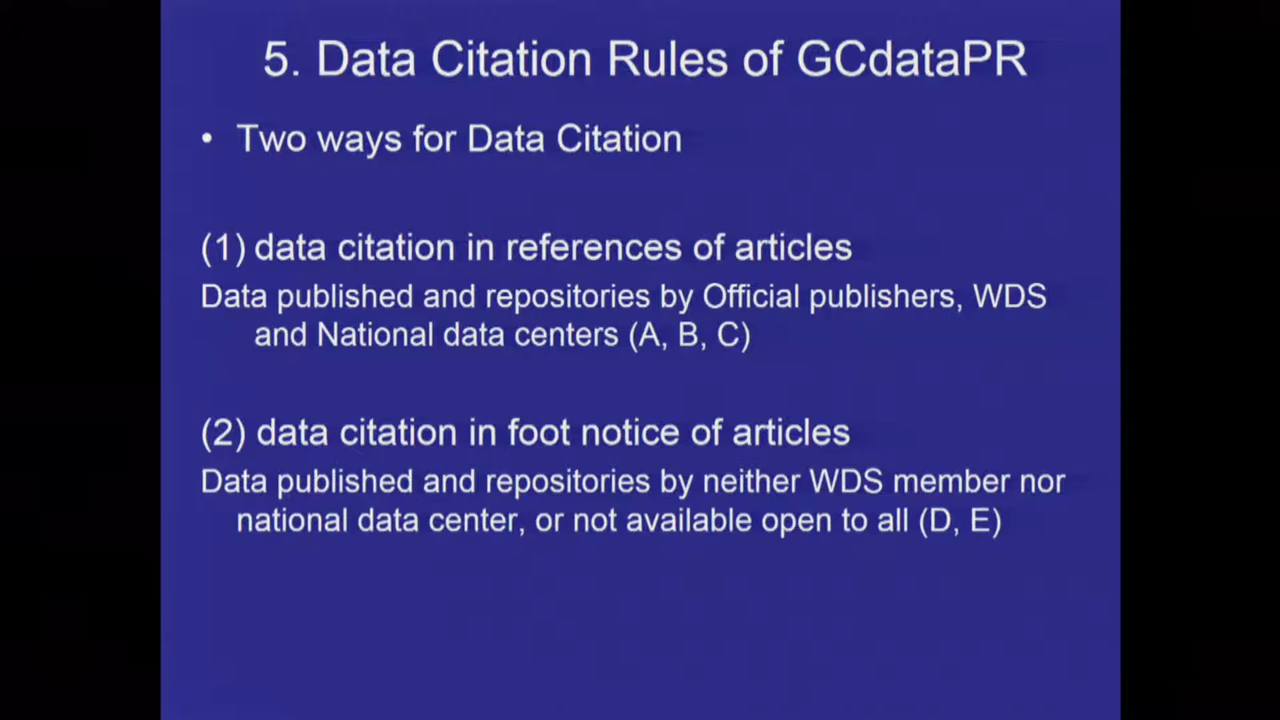 5. Data Citation Rules of GCdataPR
• Two ways for Data Citation
(1) data citation in references of articles
Data published and repositories by Official publishers, WDS
and National data centers (A, B, C)
(2) data citation in foot notice of articles
Data published and repositories by neither WDS member nor
national data center, or not available open to all (D, E)